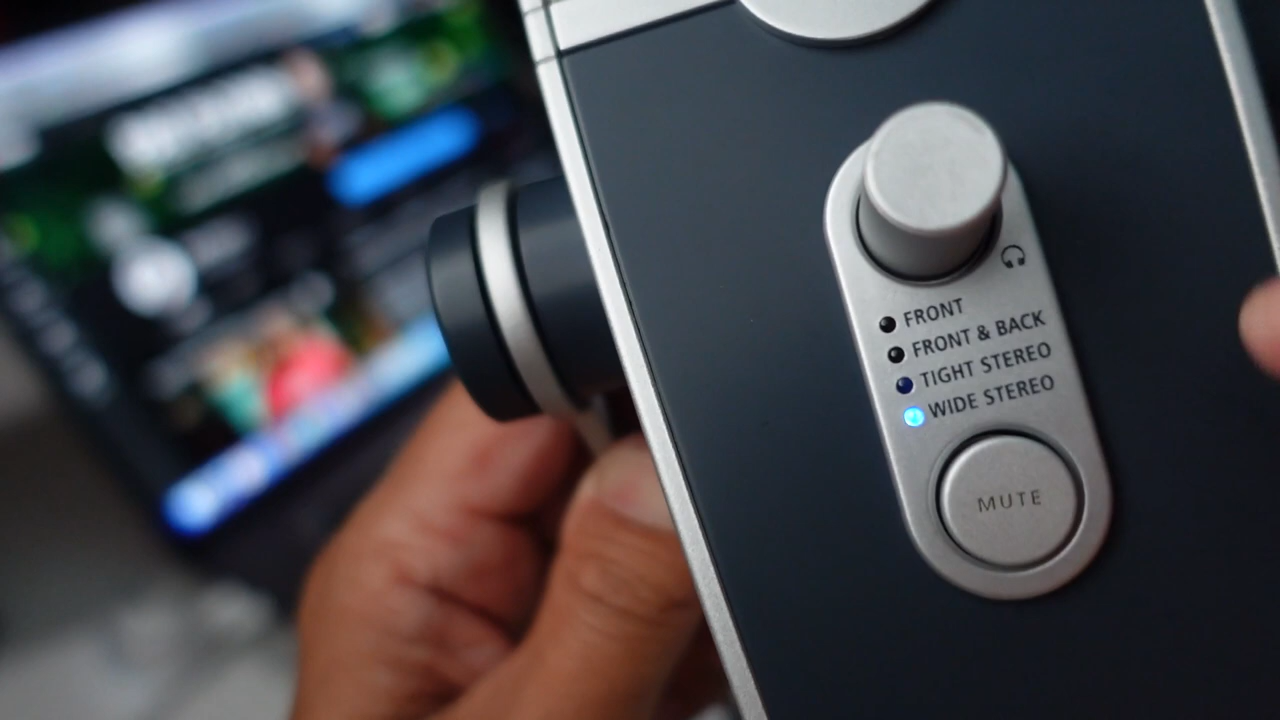 FRONT
FRONT & BACK
TIGHT STEREO
WIDE STEREO
MUTE